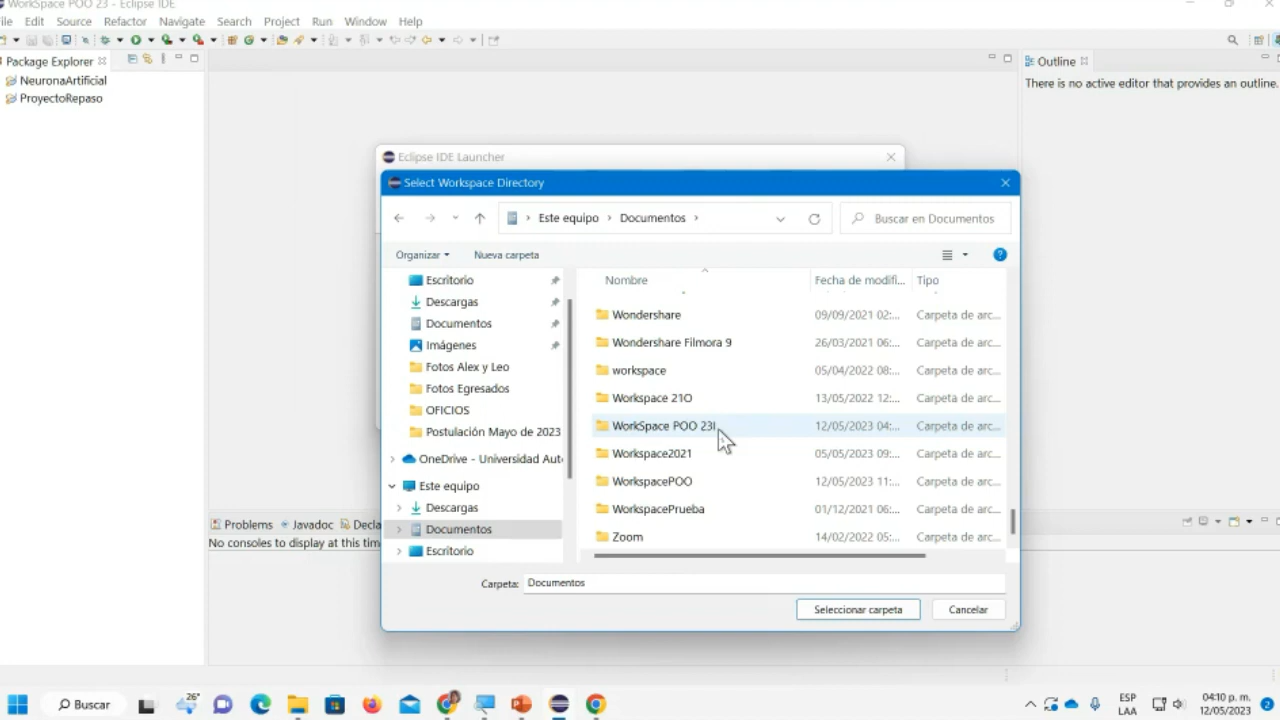 WorkSpace POO 23 - Eclipse IDE
ile Edit Source Refactor Navigate Search Project Run Window Help
Package Explorer
NeuronaArtificial
ProyectoRepaso
Outline
There is no active editor that provides an outline.
Eclipse IDE Launcher
Select Workspace Directory
Este equipo > Documentos >
Buscar en Documentos
Organizar
Nueva carpeta
Escritorio
Descargas
Documentos
Imágenes
Fotos Alex y Leo
Fotos Egresados
OFICIOS
Postulación Mayo de 2023
OneDrive - Universidad Aut
Este equipo
Descargas
Documentos
Escritorio
Nombre Fecha de modifi... Tipo
Wondershare 09/09/2021 02:... Carpeta de arc...
Wondershare Filmora 9 26/03/2021 06:... Carpeta de arc...
workspace 05/04/2022 08:... Carpeta de arc...
Workspace 21O 13/05/2022 12:... Carpeta de arc...
WorkSpace POO 23I 12/05/2023 04:... Carpeta de arc...
Workspace2021 05/05/2023 09:... Carpeta de arc...
WorkspacePOO 12/05/2023 11:... Carpeta de arc...
WorkspacePrueba 01/12/2021 06:... Carpeta de arc...
Zoom 14/02/2022 05:... Carpeta de arc...
Carpeta: Documentos
Seleccionar carpeta
Cancelar
Problems Javadoc Decla
No consoles to display at this tim
Buscar
26°
ESP
LAA
04:10 p. m.
12/05/2023
2